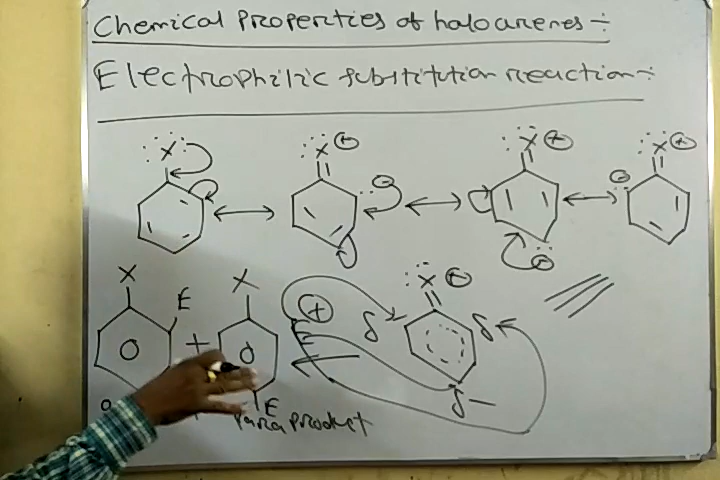 Chemical Properties of haloarenes ÷
Electrophilic substitution reaction ÷
X X ⊕ X ⊕ X ⊕
⊖ ⊖ ⊖
X X X ⊕
E + ⊕ δ δ
E δ-
Para product